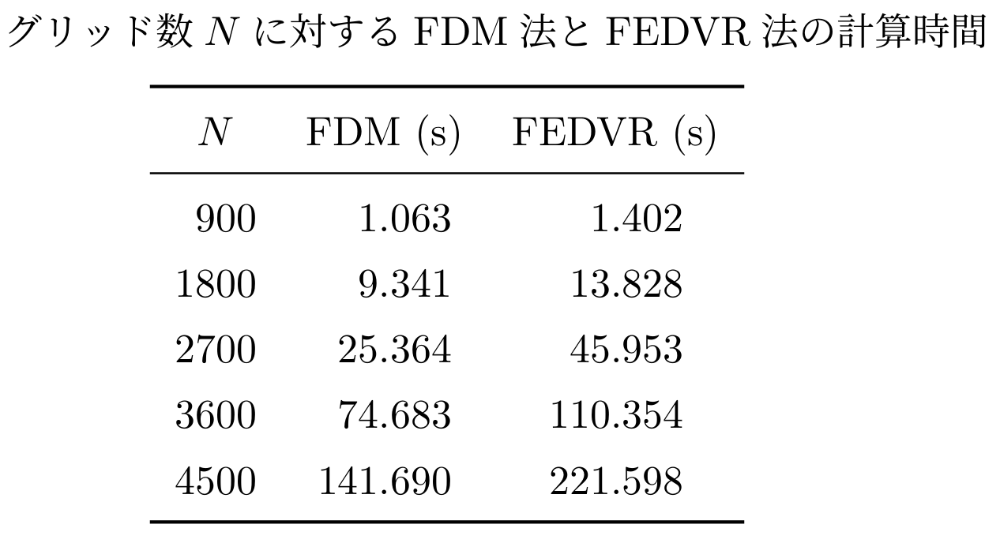 グリッド数 N に対する FDM 法と FEDVR 法の計算時間
N FDM (s) FEDVR (s)
900 1.063 1.402
1800 9.341 13.828
2700 25.364 45.953
3600 74.683 110.354
4500 141.690 221.598